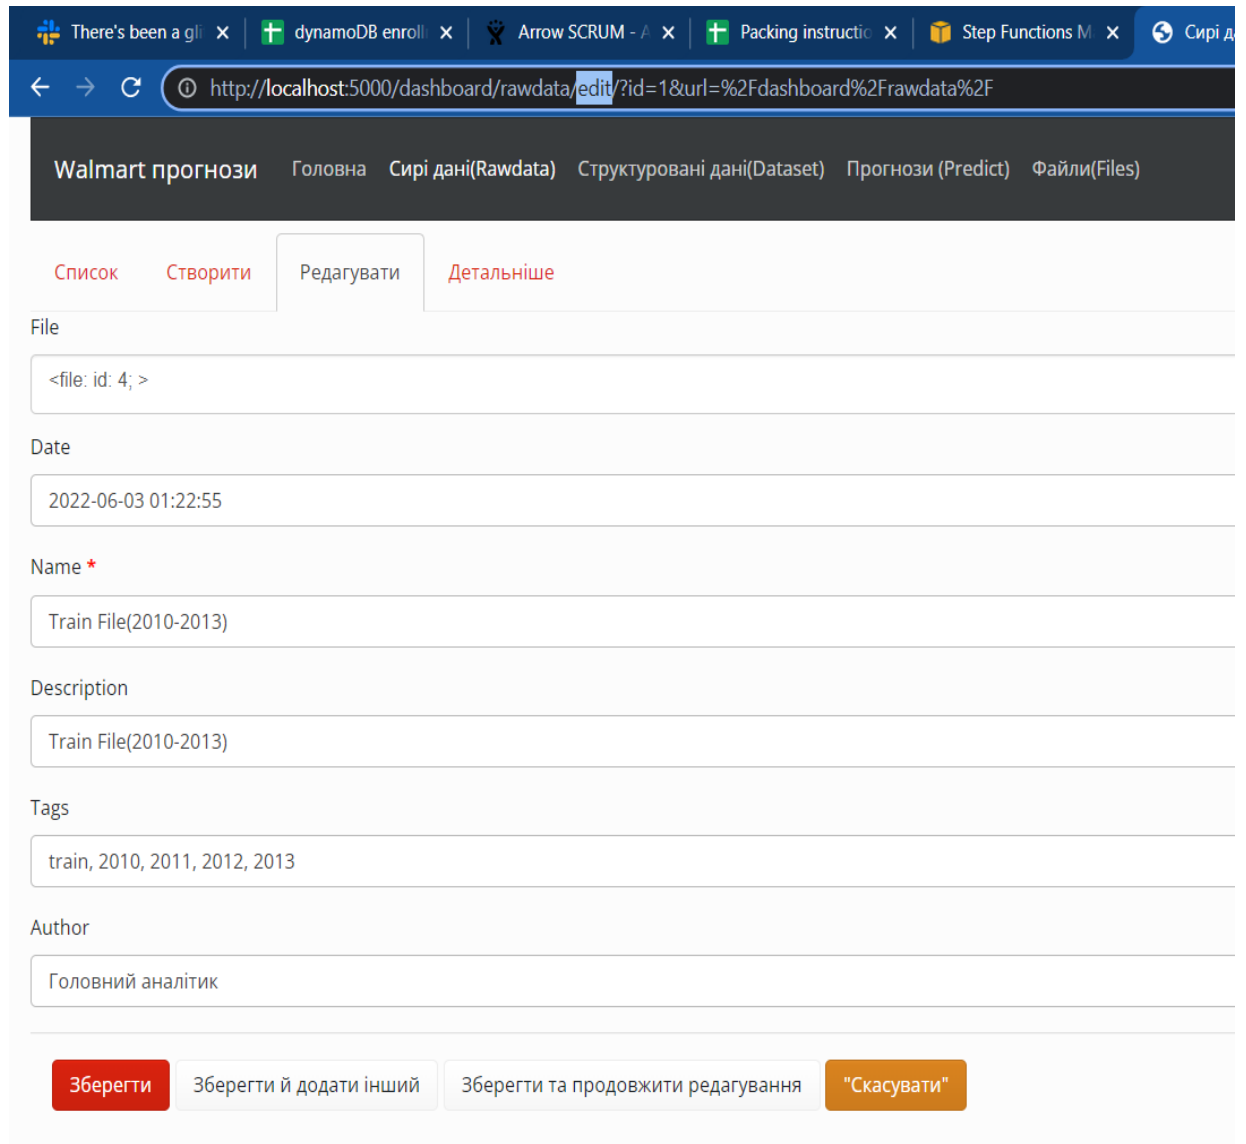 There's been a gli dynamoDB enroll Arrow SCRUM - A Packing instructio Step Functions M Сирі да
http://localhost:5000/dashboard/rawdata/edit/?id=1&url=%2Fdashboard%2Frawdata%2F
Walmart прогнози Головна Сирі дані(Rawdata) Структуровані дані(Dataset) Прогнози (Predict) Файли(Files)
Список Створити Редагувати Детальніше
File
<file: id: 4; >
Date
2022-06-03 01:22:55
Name *
Train File(2010-2013)
Description
Train File(2010-2013)
Tags
train, 2010, 2011, 2012, 2013
Author
Головний аналітик
Зберегти Зберегти й додати інший Зберегти та продовжити редагування "Скасувати"